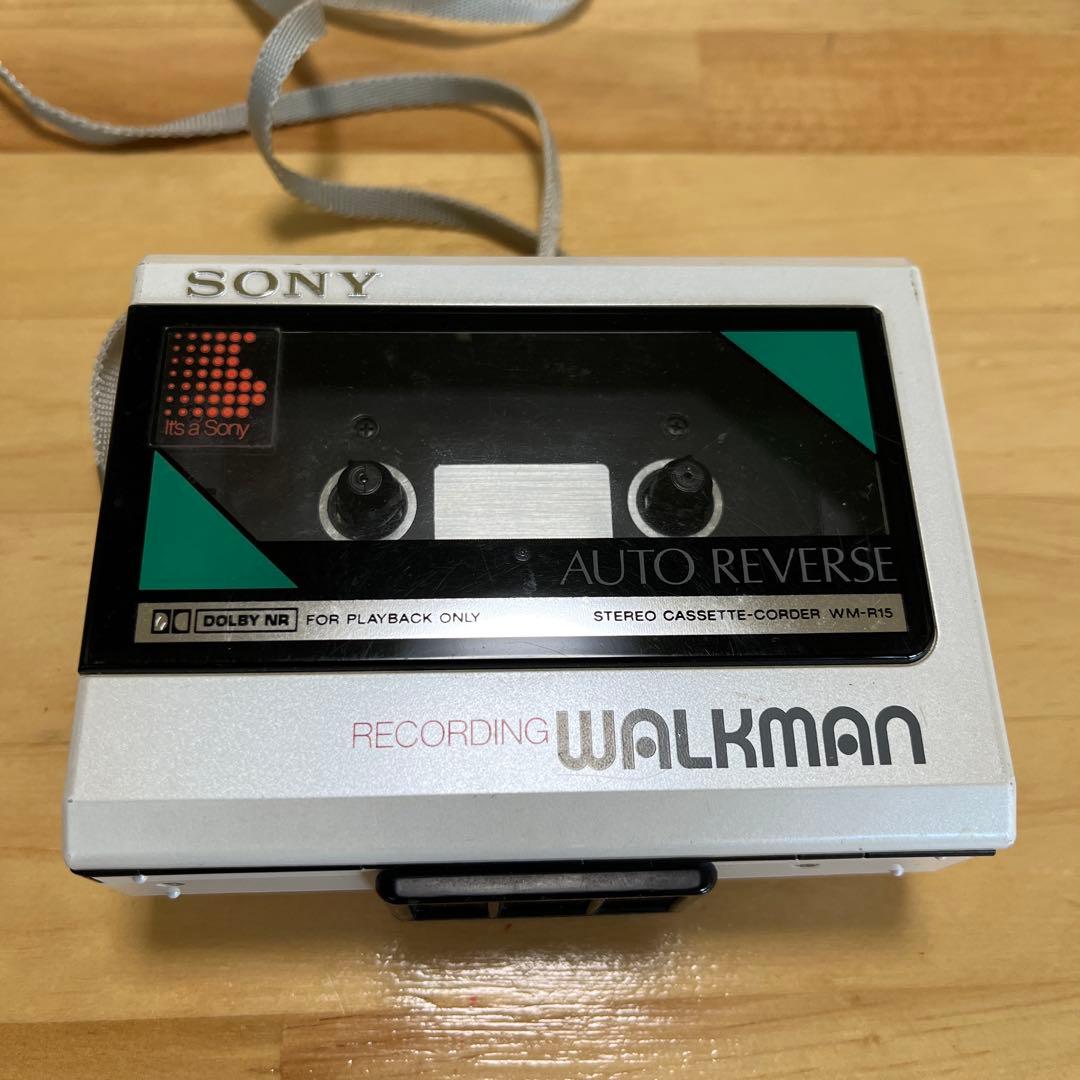 SONY
It's a Sony
AUTO REVERSE
DOLBY NR FOR PLAYBACK ONLY STEREO CASSETTE-CORDER WM-R15
RECORDING WALKMAN